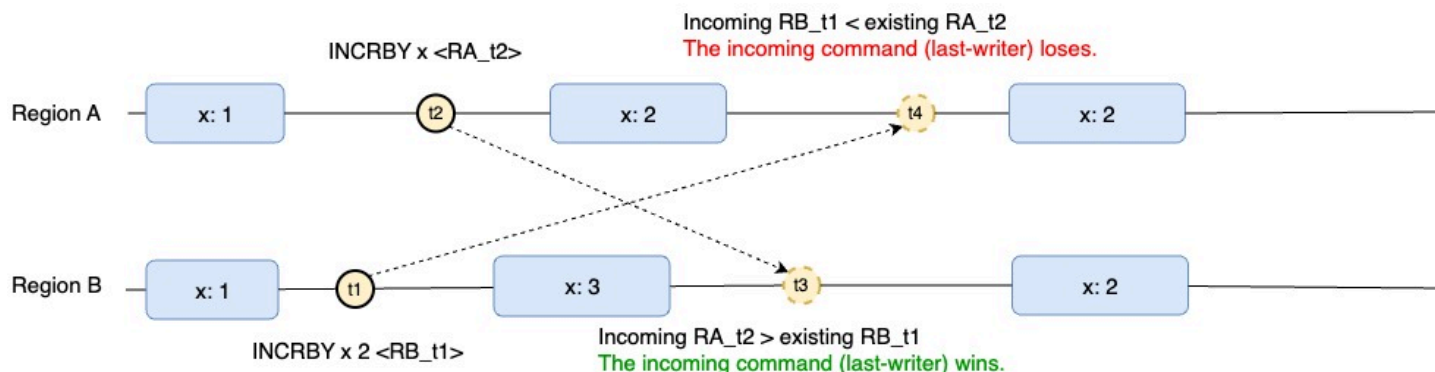 Incoming RB_t1 < existing RA_t2
The incoming command (last-writer) loses.
INCRBY x <RA_t2>
Region A
x: 1
t2
x: 2
t4
x: 2
Region B
x: 1
t1
x: 3
t3
x: 2
INCRBY x 2 <RB_t1>
Incoming RA_t2 > existing RB_t1
The incoming command (last-writer) wins.